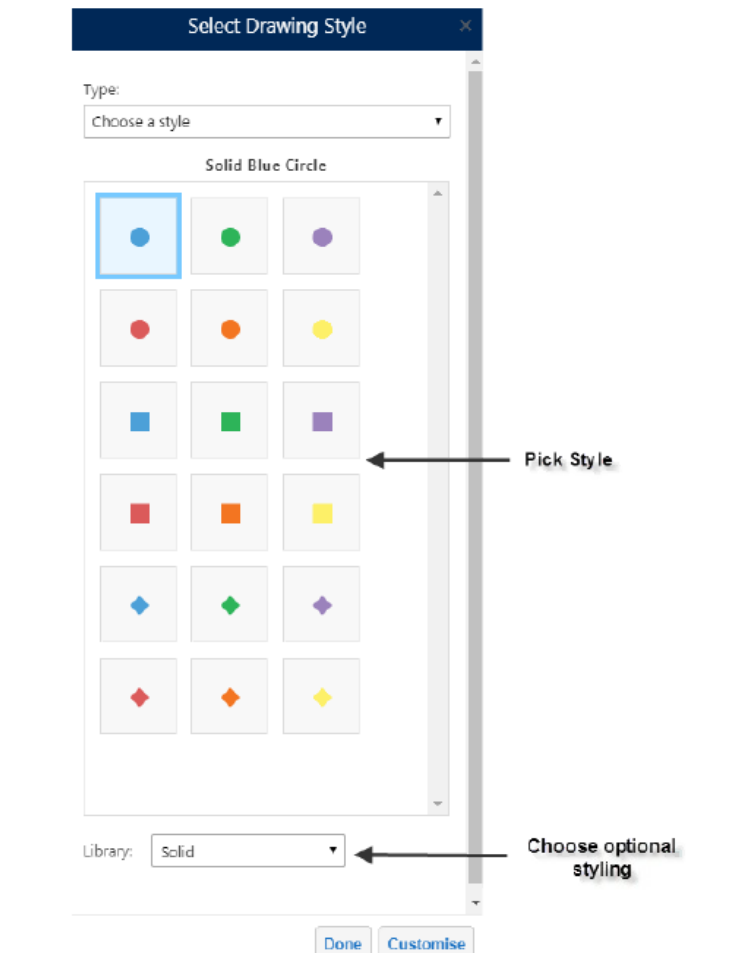 Select Drawing Style
Type:
Choose a style
Solid Blue Circle
Pick Style
Library:
Solid
Choose optional
styling
Done
Customise